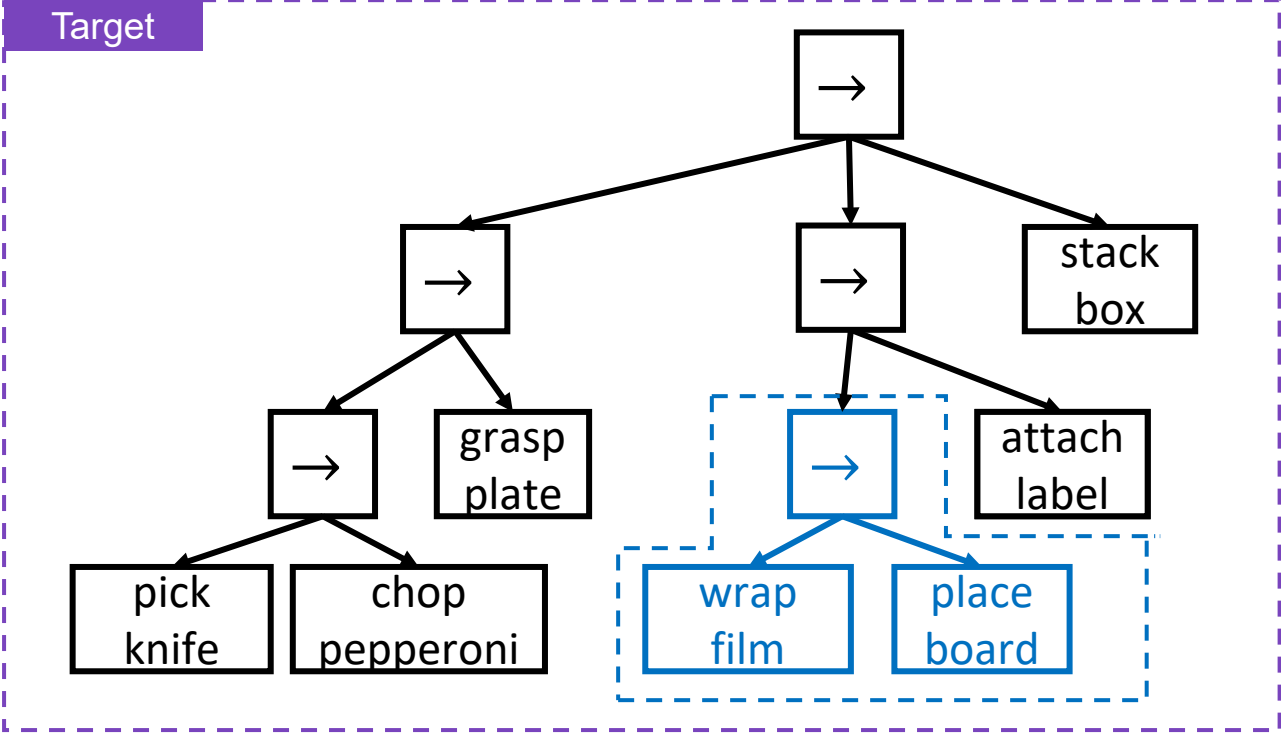 Target
→
→
→
stack
box
→
grasp
plate
→
attach
label
pick
knife
chop
pepperoni
wrap
film
place
board